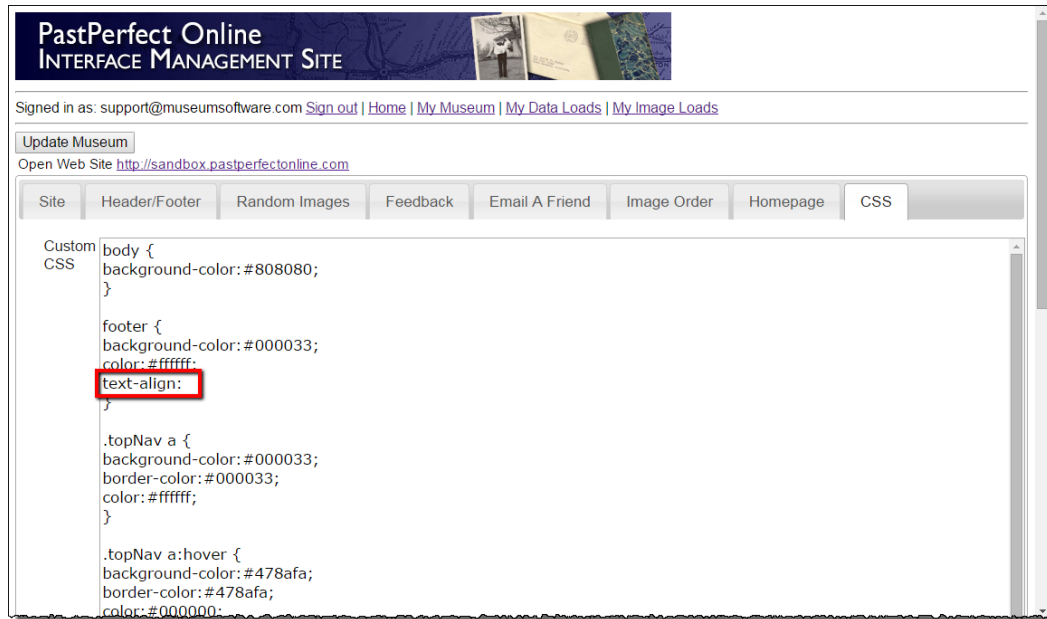 PastPerfect Online
INTERFACE MANAGEMENT SITE
Signed in as: support@museumsoftware.com Sign out | Home | My Museum | My Data Loads | My Image Loads
Update Museum
Open Web Site http://sandbox.pastperfectonline.com
Site Header/Footer Random Images Feedback Email A Friend Image Order Homepage CSS
Custom CSS
body {
background-color:#808080;
}
footer {
background-color:#000033;
color:#ffffff;
text-align:
}
.topNav a {
background-color:#000033;
border-color:#000033;
color:#ffffff;
}
.topNav a:hover {
background-color:#478afa;
border-color:#478afa;
color:#000000;